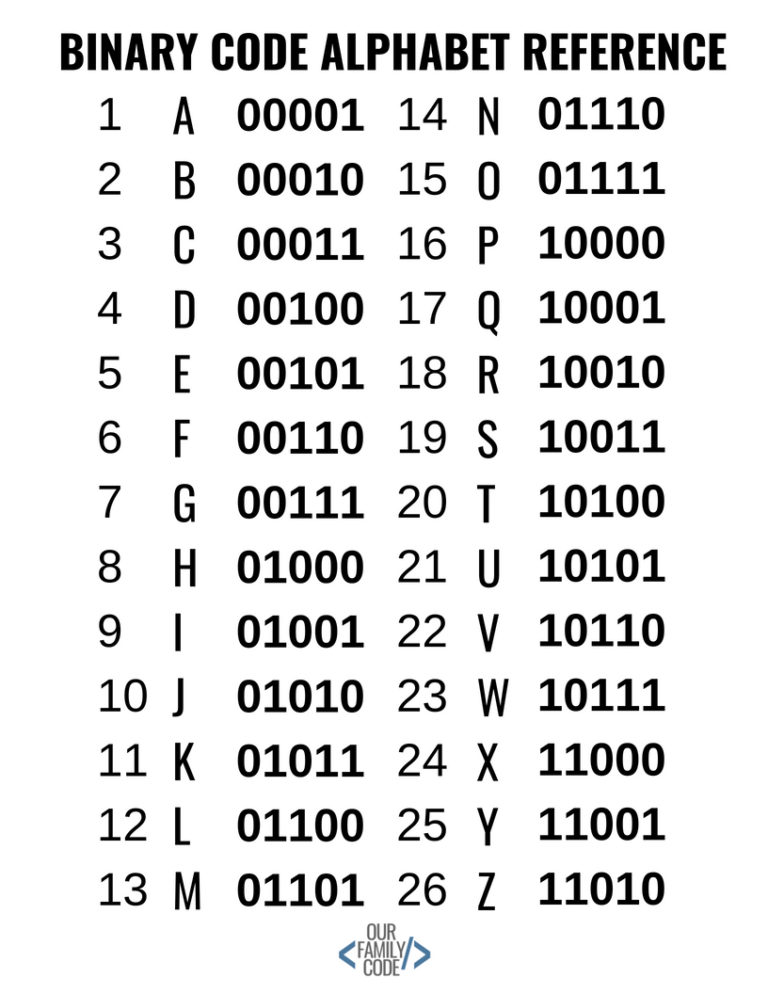 BINARY CODE ALPHABET REFERENCE
1 A 00001 14 N 01110
2 B 00010 15 O 01111
3 C 00011 16 P 10000
4 D 00100 17 Q 10001
5 E 00101 18 R 10010
6 F 00110 19 S 10011
7 G 00111 20 T 10100
8 H 01000 21 U 10101
9 I 01001 22 V 10110
10 J 01010 23 W 10111
11 K 01011 24 X 11000
12 L 01100 25 Y 11001
13 M 01101 26 Z 11010
OUR
<FAMILY/>
CODE